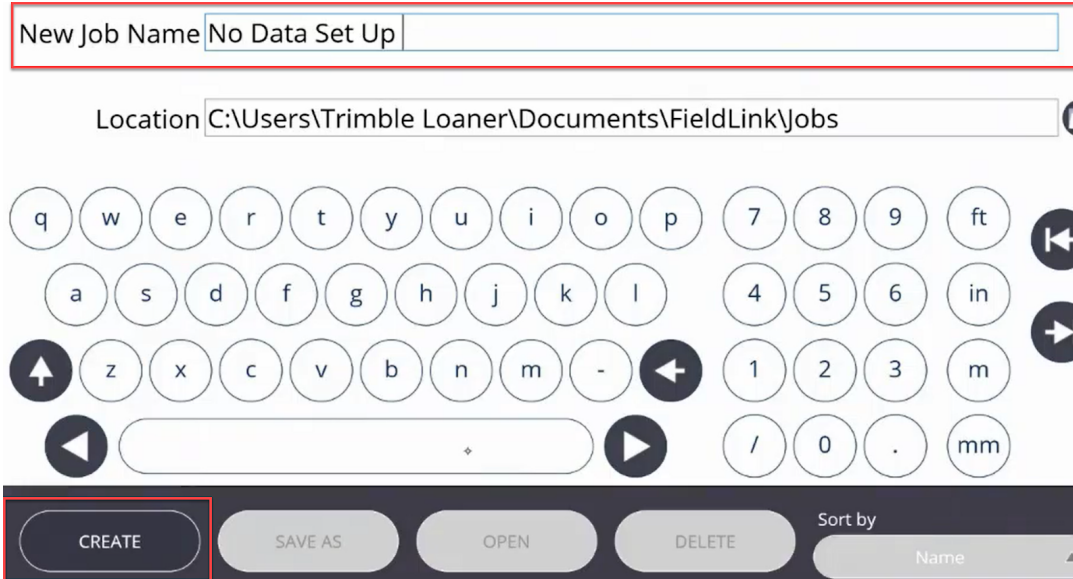 New Job Name No Data Set Up
Location C:\Users\Trimble Loaner\Documents\FieldLink\Jobs
q w e r t y u i o p 7 8 9 ft
a s d f g h j k l 4 5 6 in
z x c v b n m - 1 2 3 m
/ 0 . mm
Sort by
CREATE SAVE AS OPEN DELETE Name